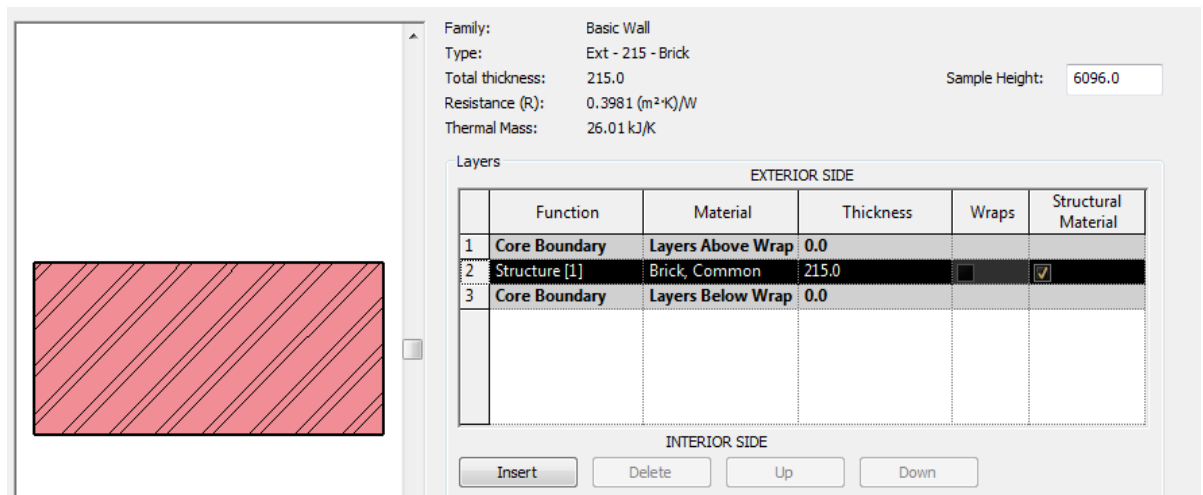 Family: Basic Wall
Type: Ext - 215 - Brick
Total thickness: 215.0 Sample Height: 6096.0
Resistance (R): 0.3981 (m²·K)/W
Thermal Mass: 26.01 kJ/K
Layers
EXTERIOR SIDE
Function Material Thickness Wraps Structural Material
1 Core Boundary Layers Above Wrap 0.0
2 Structure [1] Brick, Common 215.0
3 Core Boundary Layers Below Wrap 0.0
INTERIOR SIDE
Insert Delete Up Down